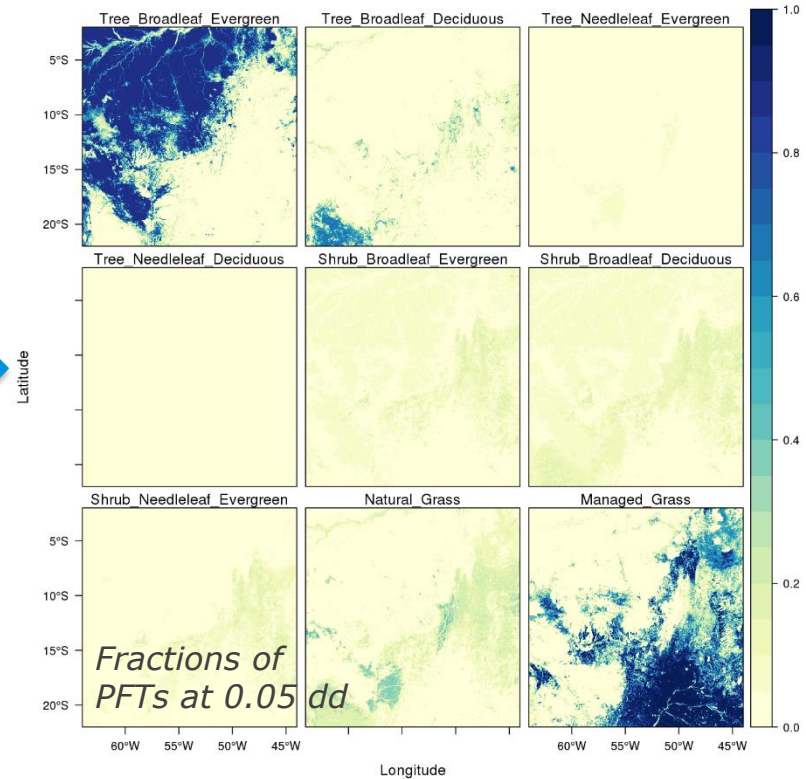 Tree_Broadleaf_Evergreen Tree_Broadleaf_Deciduous Tree_Needleleaf_Evergreen
1.0
5°S
10°S
0.8
15°S
20°S
Tree_Needleleaf_Deciduous Shrub_Broadleaf_Evergreen Shrub_Broadleaf_Deciduous
0.6
Latitude
0.4
Shrub_Needleleaf_Evergreen Natural_Grass Managed_Grass
5°S
0.2
10°S
15°S
Fractions of
PFTs at 0.05 dd
20°S
0.0
60°W 55°W 50°W 45°W 60°W 55°W 50°W 45°W
Longitude